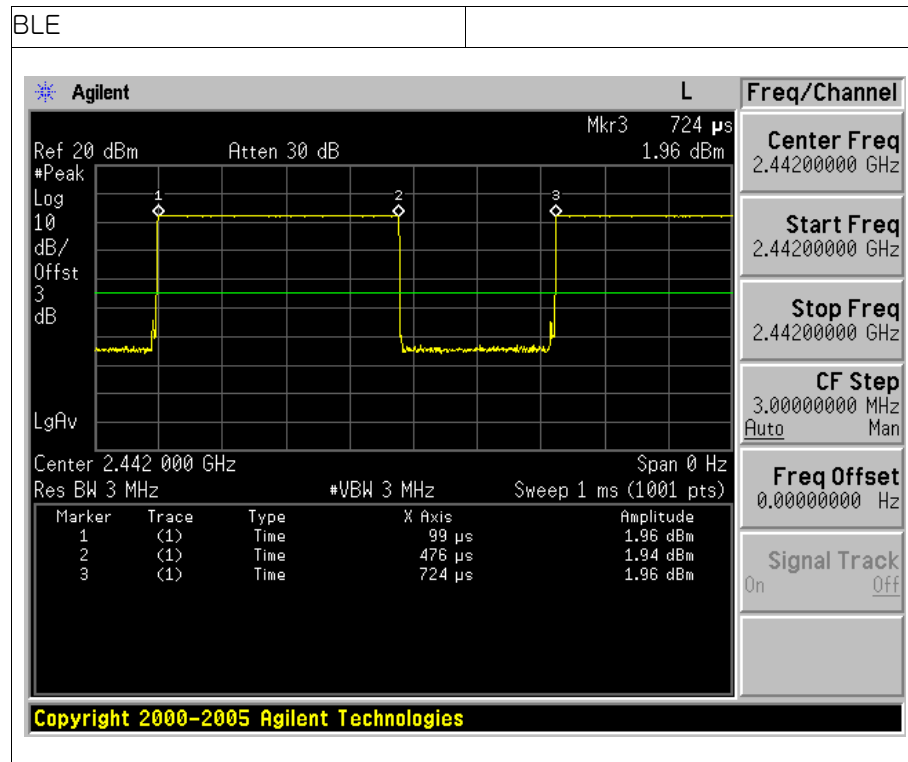 BLE
Agilent L Freq/Channel
Mkr3 724 µs
Ref 20 dBm Atten 30 dB 1.96 dBm
#Peak
Log
10
dB/
Offst
3
dB
LgAv
1 2 3
Center 2.442 000 GHz Span 0 Hz
Res BW 3 MHz #VBW 3 MHz Sweep 1 ms (1001 pts)
Marker Trace Type X Axis Amplitude
1 (1) Time 99 µs 1.96 dBm
2 (1) Time 476 µs 1.94 dBm
3 (1) Time 724 µs 1.96 dBm
Center Freq
2.44200000 GHz
Start Freq
2.44200000 GHz
Stop Freq
2.44200000 GHz
CF Step
3.00000000 MHz
Auto Man
Freq Offset
0.00000000 Hz
Signal Track
On Off
Copyright 2000-2005 Agilent Technologies